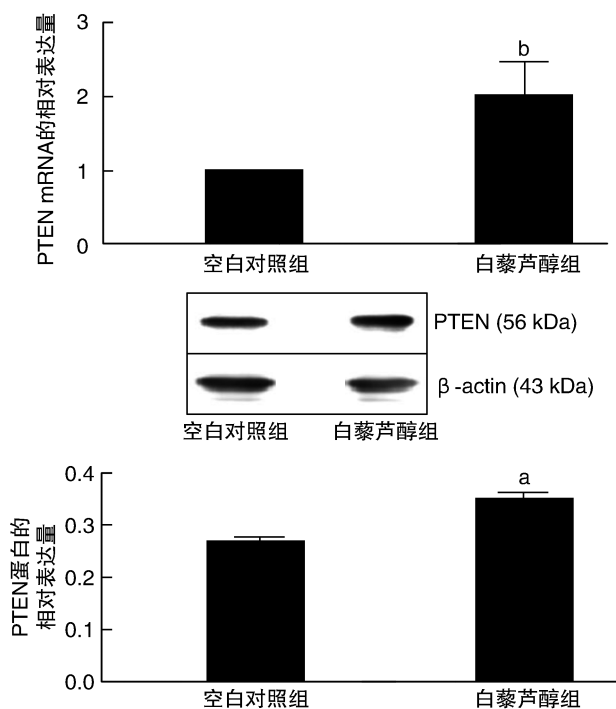 PTEN mRNA的相对表达量
3
2
1
0
b
空白对照组 白藜芦醇组
PTEN (56 kDa)
β-actin (43 kDa)
空白对照组 白藜芦醇组
PTEN蛋白的
相对表达量
0.4
0.3
0.2
0.1
0.0
a
空白对照组 白藜芦醇组